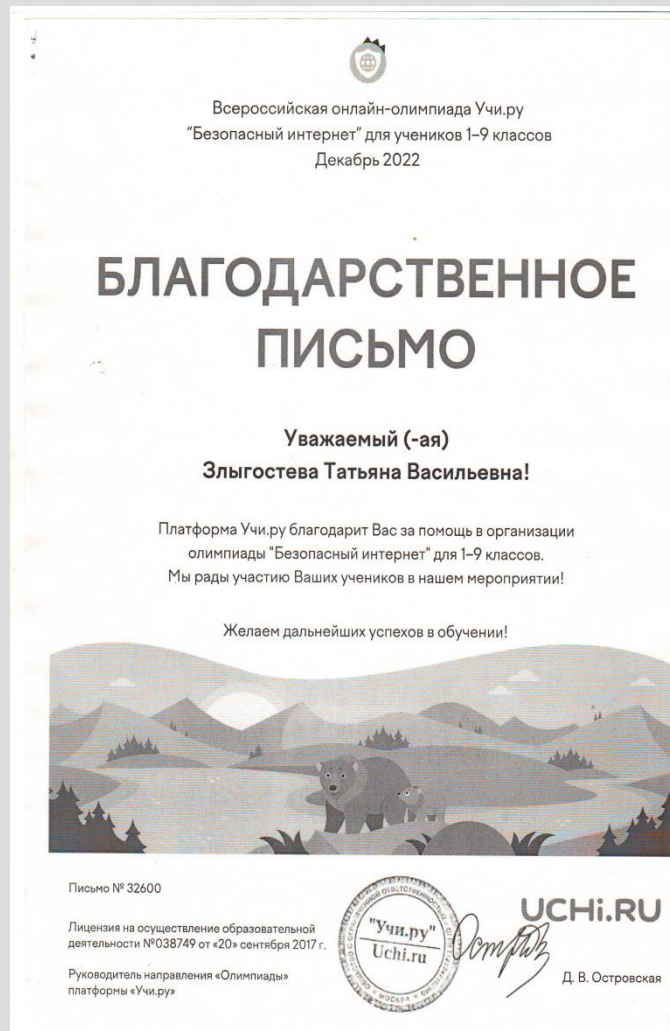 Всероссийская онлайн-олимпиада Учи.ру
"Безопасный интернет" для учеников 1–9 классов
Декабрь 2022
БЛАГОДАРСТВЕННОЕ
ПИСЬМО
Уважаемый (-ая)
Злыгостева Татьяна Васильевна!
Платформа Учи.ру благодарит Вас за помощь в организации
олимпиады "Безопасный интернет" для 1–9 классов.
Мы рады участию Ваших учеников в нашем мероприятии!
Желаем дальнейших успехов в обучении!
Письмо № 32600
Лицензия на осуществление образовательной
деятельности №038749 от «20» сентября 2017 г.
Руководитель направления «Олимпиады»
платформы «Учи.ру»
"Учи.ру"
Uchi.ru
МОСКВА
UCHi.RU
Д. В. Островская